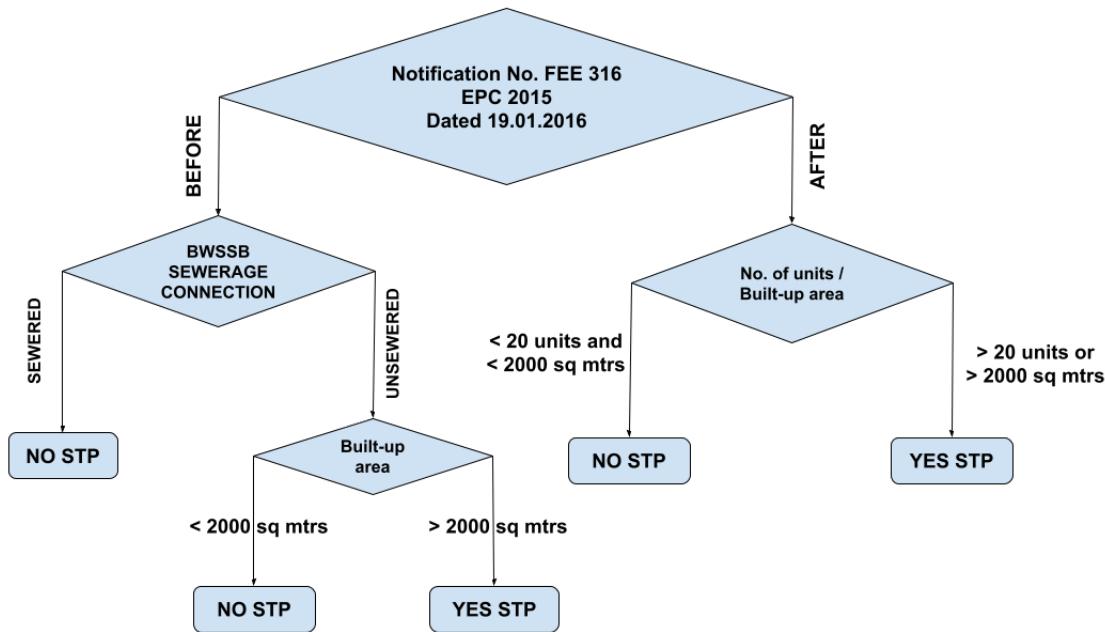 Notification No. FEE 316
EPC 2015
Dated 19.01.2016
BEFORE
AFTER
BWSSB
SEWERAGE
CONNECTION
No. of units /
Built-up area
SEWERED
UNSEWERED
< 20 units and
< 2000 sq mtrs
> 20 units or
> 2000 sq mtrs
NO STP
Built-up
area
NO STP
YES STP
< 2000 sq mtrs
> 2000 sq mtrs
NO STP
YES STP